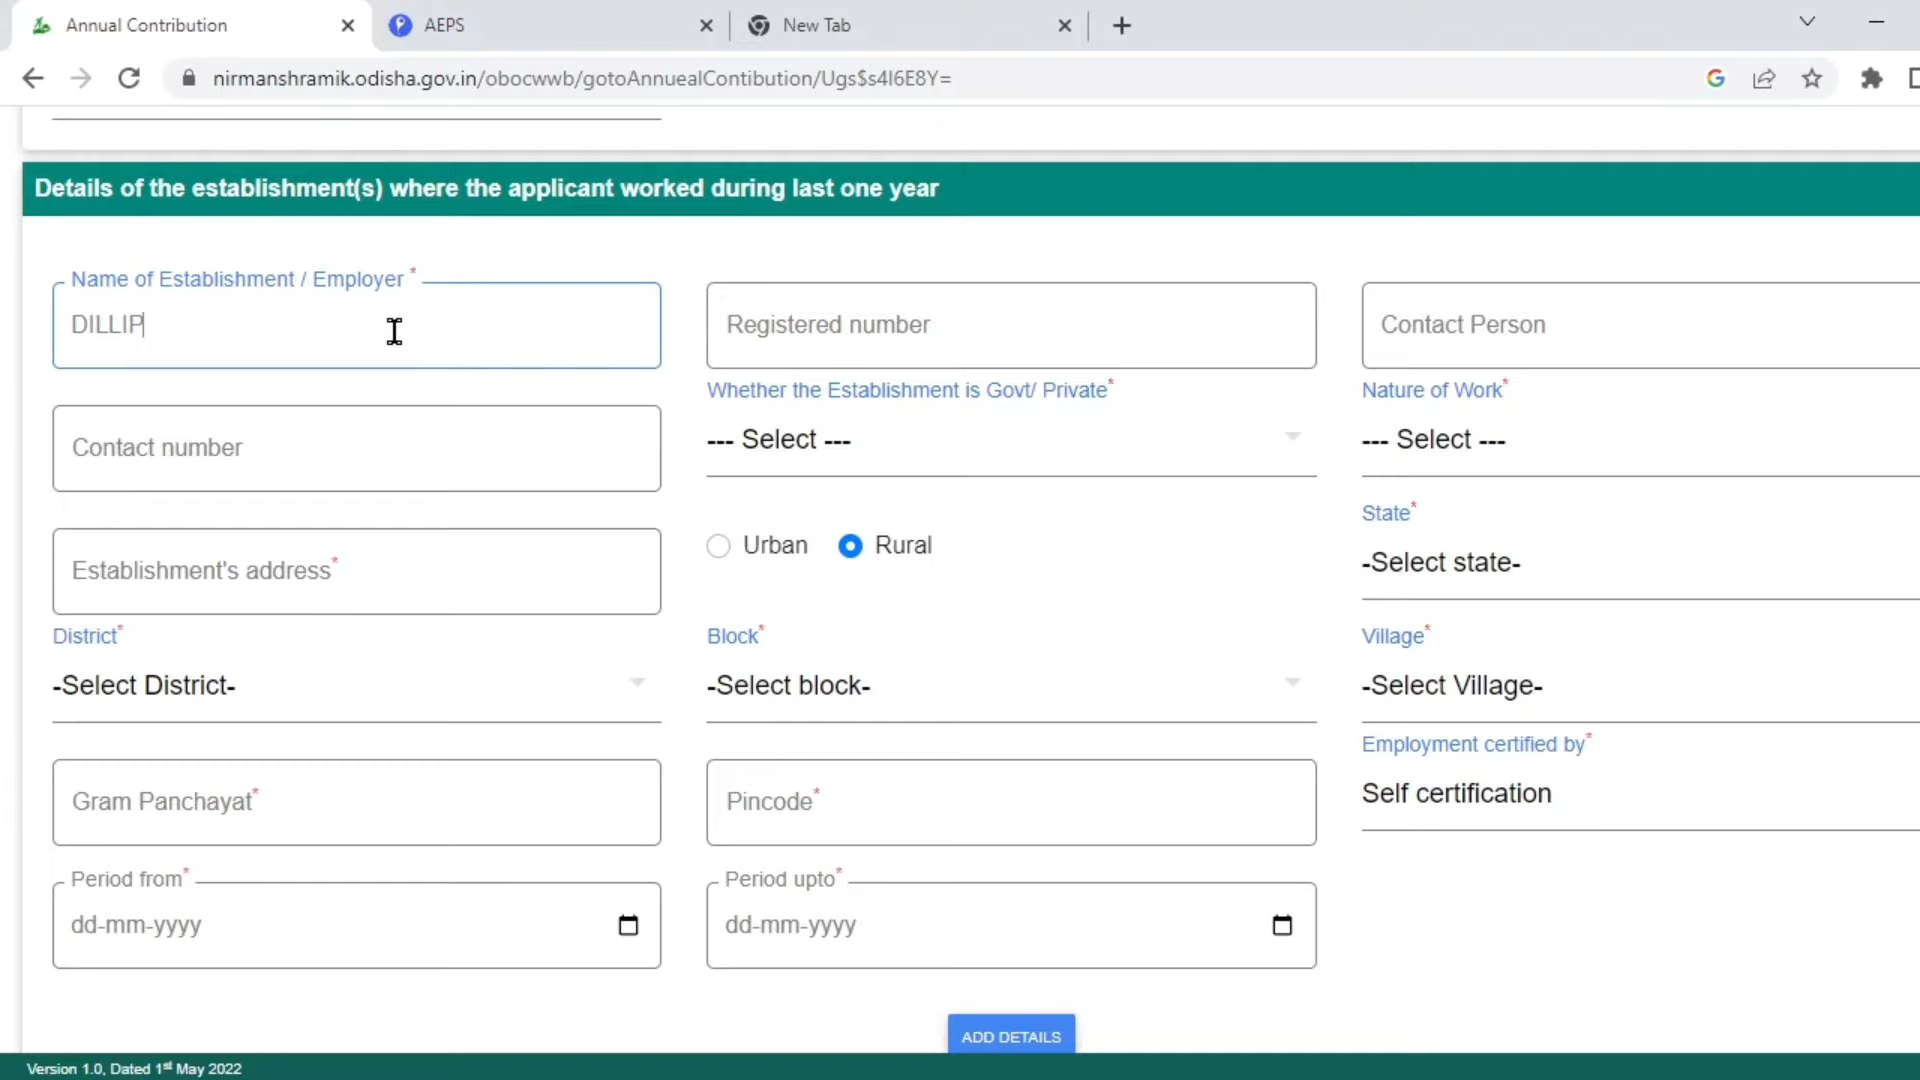 Annual Contribution
AEPS
New Tab
nirmanshramik.odisha.gov.in/obocwwb/gotoAnnuealContibution/Ugs$s4I6E8Y=
Details of the establishment(s) where the applicant worked during last one year
Name of Establishment / Employer *
DILLIP
Registered number
Contact Person
Contact number
Whether the Establishment is Govt/ Private*
--- Select ---
Nature of Work*
--- Select ---
Establishment's address*
Urban
Rural
State*
-Select state-
District*
-Select District-
Block*
-Select block-
Village*
-Select Village-
Gram Panchayat*
Pincode*
Employment certified by*
Self certification
Period from*
dd-mm-yyyy
Period upto*
dd-mm-yyyy
ADD DETAILS
Version 1.0, Dated 1st May 2022